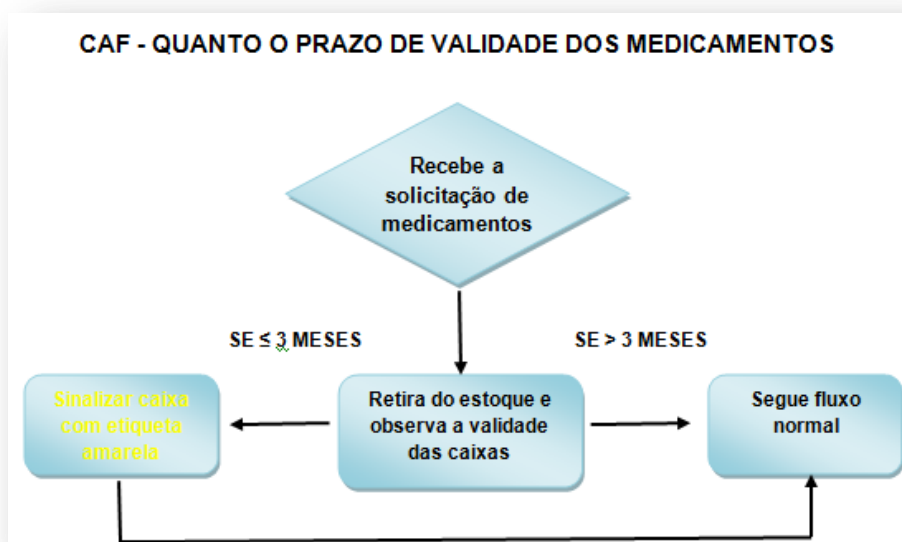 CAF - QUANTO O PRAZO DE VALIDADE DOS MEDICAMENTOS
Recebe a
solicitação de
medicamentos
SE ≤ 3 MESES
SE > 3 MESES
Sinalizar caixa
com etiqueta
amarela
Retira do estoque e
observa a validade
das caixas
Segue fluxo
normal